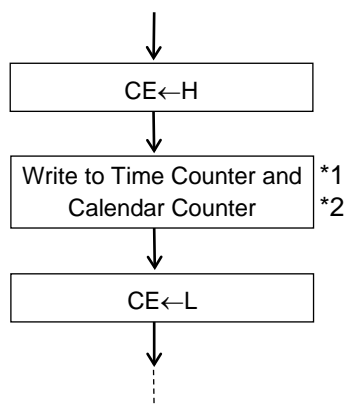 CE←H
Write to Time Counter and *1
Calendar Counter *2
CE←L